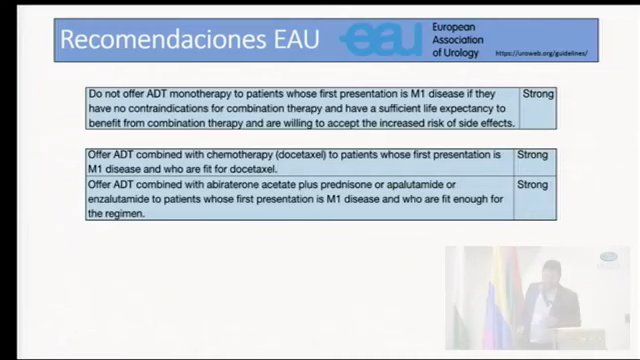 Recomendaciones EAU
eau
European
Association
of Urology
https://uroweb.org/guidelines/
Do not offer ADT monotherapy to patients whose first presentation is M1 disease if they
have no contraindications for combination therapy and have a sufficient life expectancy to
benefit from combination therapy and are willing to accept the increased risk of side effects.
Strong
Offer ADT combined with chemotherapy (docetaxel) to patients whose first presentation is
M1 disease and who are fit for docetaxel.
Strong
Offer ADT combined with abiraterone acetate plus prednisone or apalutamide or
enzalutamide to patients whose first presentation is M1 disease and who are fit enough for
the regimen.
Strong